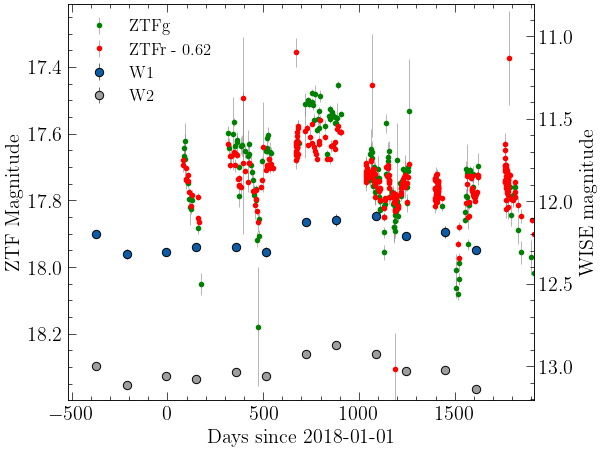 ZTFg
ZTFr - 0.62
W1
W2
17.4
17.6
17.8
18.0
18.2
ZTF Magnitude
11.0
11.5
12.0
12.5
13.0
WISE magnitude
−500
0
500
1000
1500
Days since 2018-01-01